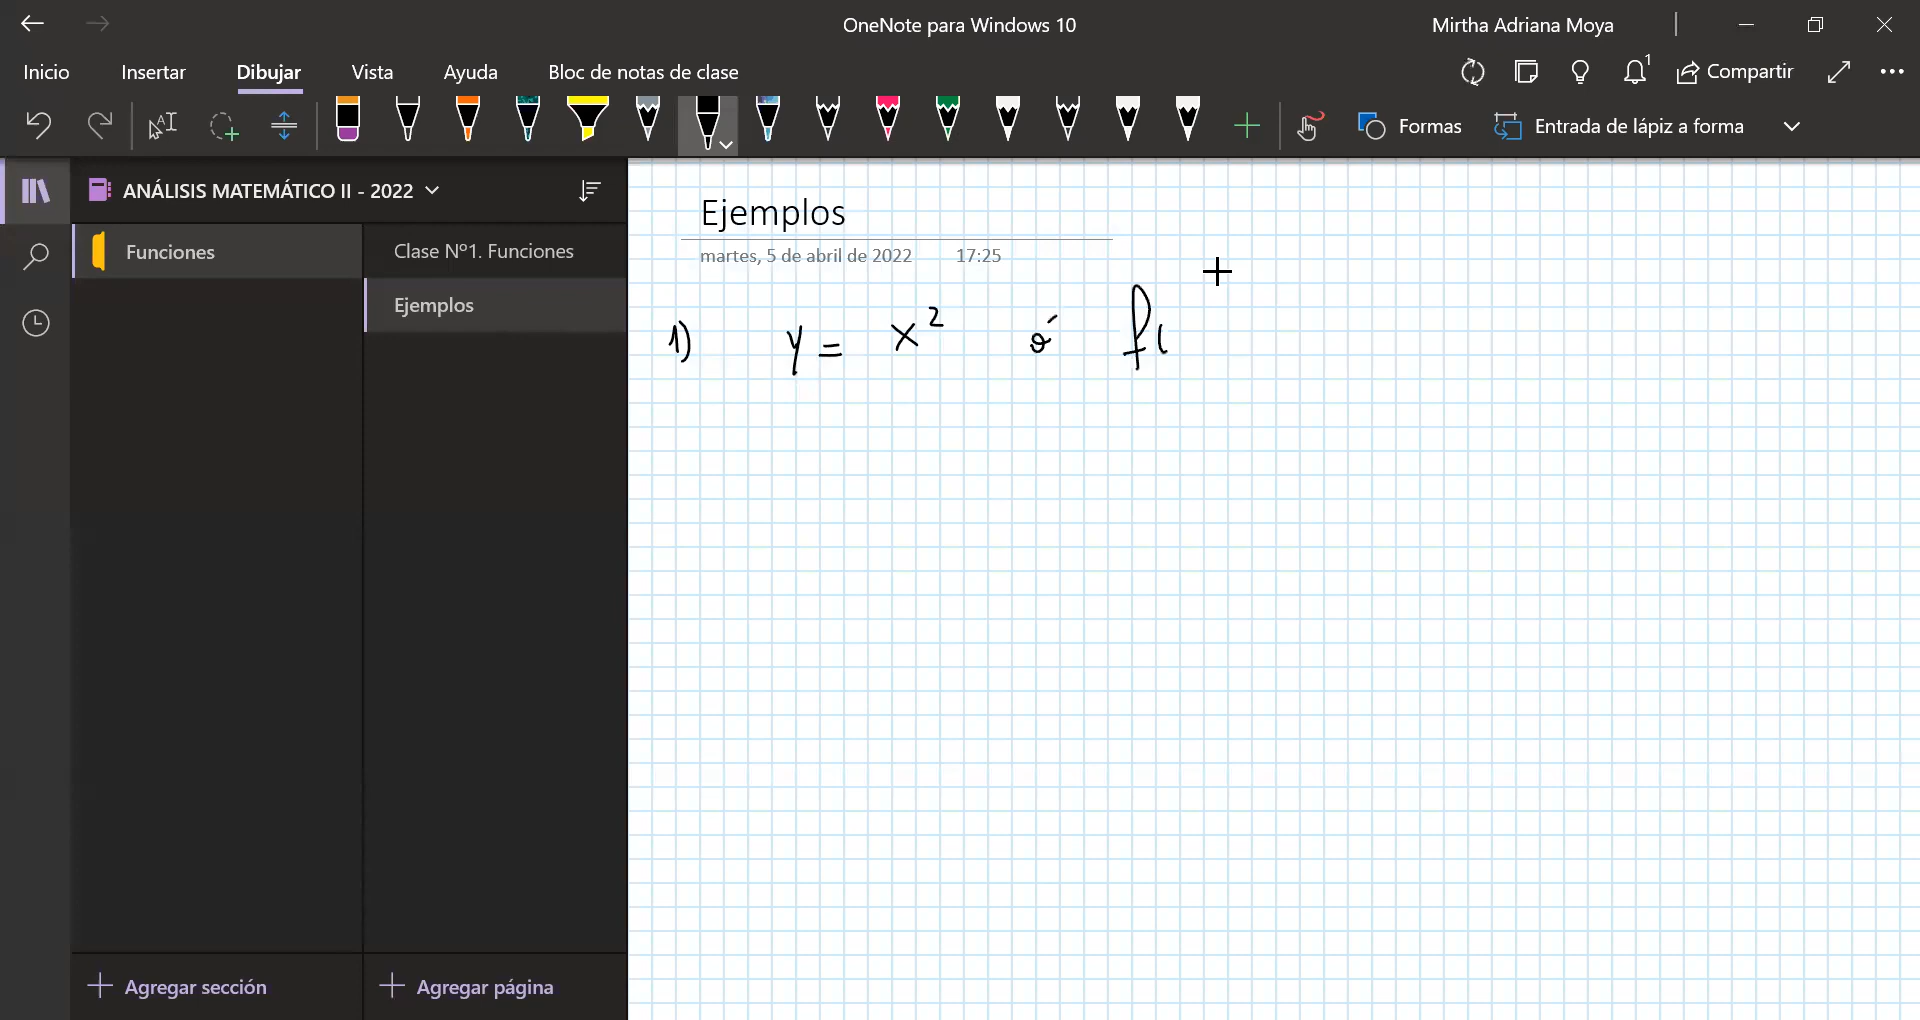 OneNote para Windows 10
Mirtha Adriana Moya
Inicio Insertar Dibujar Vista Ayuda Bloc de notas de clase
1 Compartir
Formas Entrada de lápiz a forma
ANÁLISIS MATEMÁTICO II - 2022
Funciones
Clase Nº1. Funciones
Ejemplos
Ejemplos
martes, 5 de abril de 2022 17:25
1) y = x² ó f(
Agregar sección
Agregar página